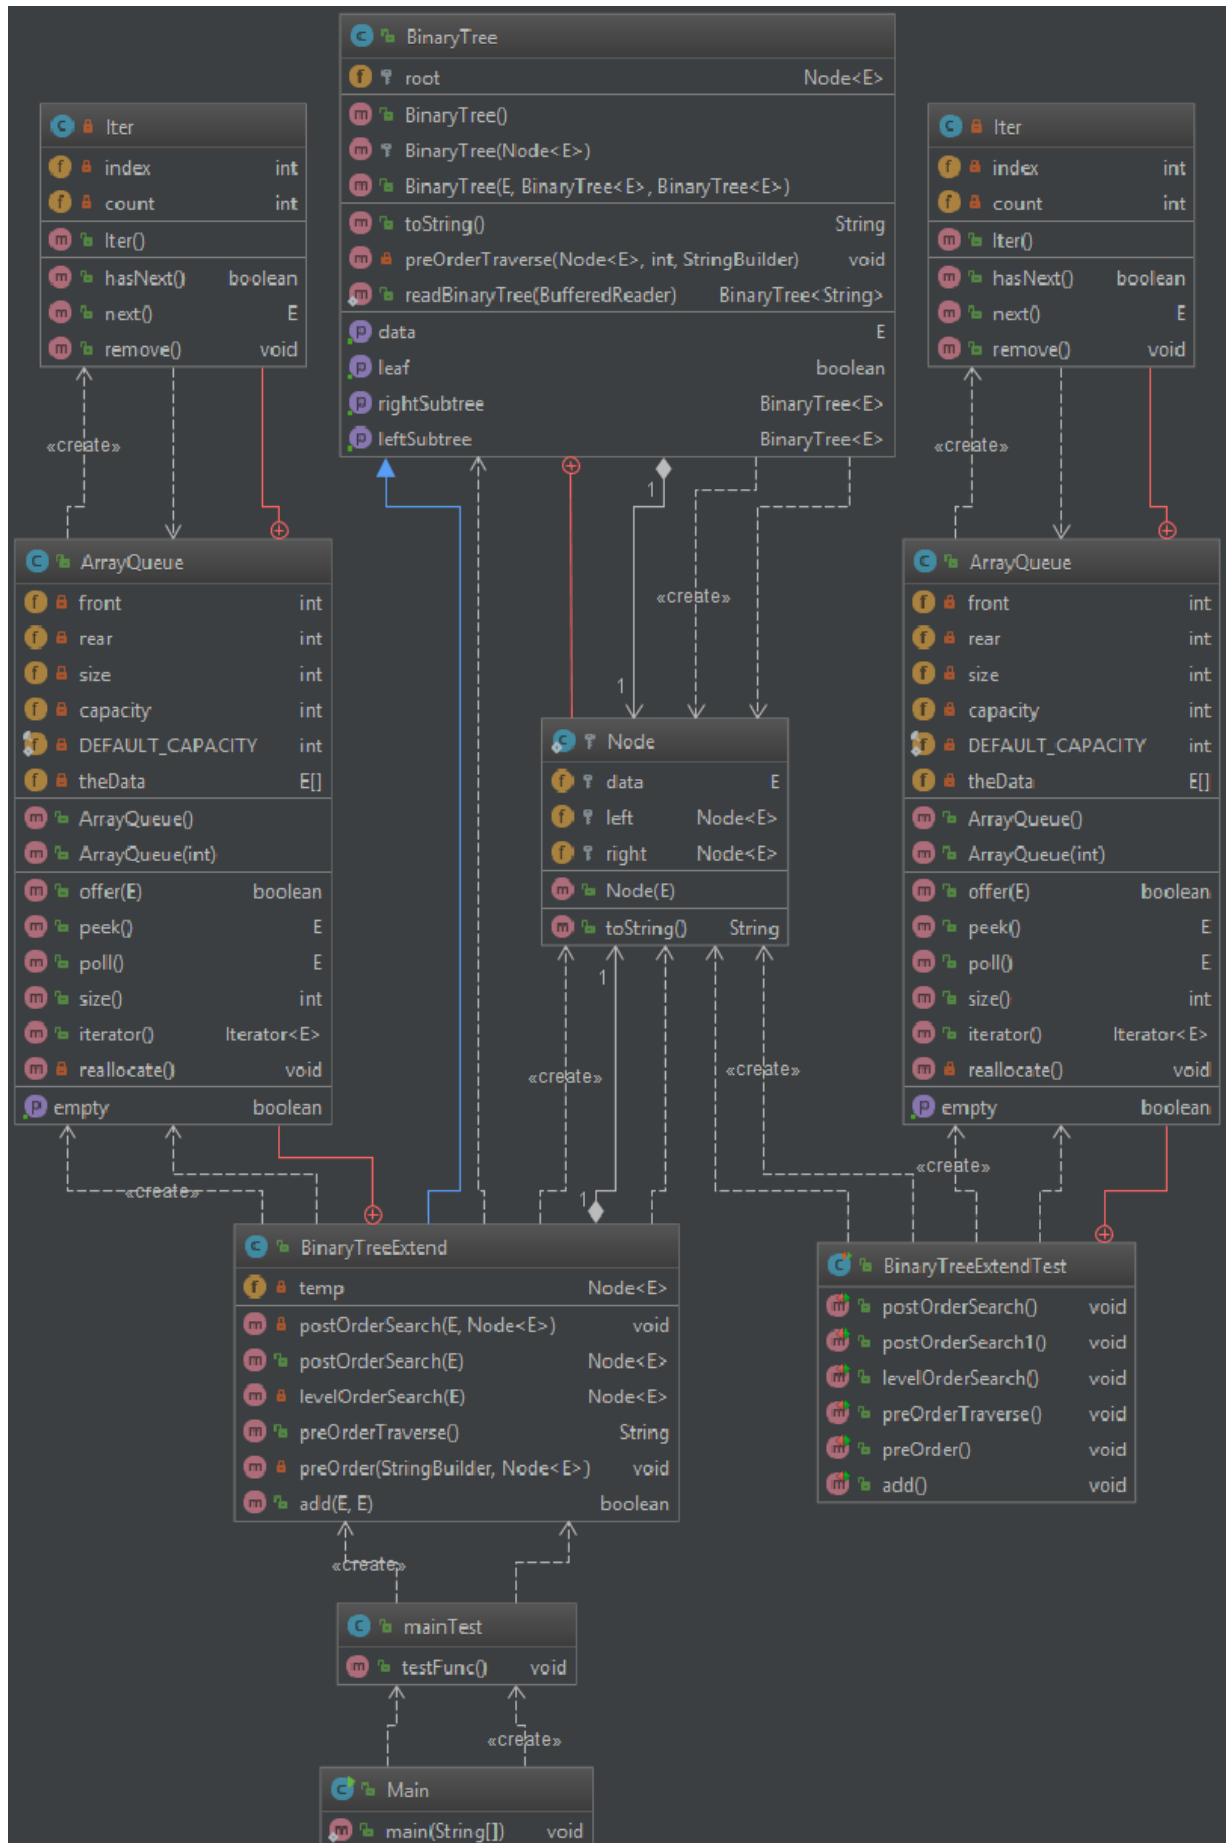 BinaryTree
root Node<E>
BinaryTree()
BinaryTree(Node<E>)
BinaryTree(E, BinaryTree<E>, BinaryTree<E>)
toString() String
preOrderTraverse(Node<E>, int, StringBuilder) void
readBinaryTree(BufferedReader) BinaryTree<String>
data E
leaf boolean
rightSubtree BinaryTree<E>
leftSubtree BinaryTree<E>
Iter
index int
count int
Iter()
hasNext() boolean
next() E
remove() void
Iter
index int
count int
Iter()
hasNext() boolean
next() E
remove() void
«create»
«create»
1
«create»
1
ArrayQueue
front int
rear int
size int
capacity int
DEFAULT_CAPACITY int
theData E[]
ArrayQueue()
ArrayQueue(int)
offer(E) boolean
peek() E
poll() E
size() int
iterator() Iterator<E>
reallocate() void
empty boolean
Node
data E
left Node<E>
right Node<E>
Node(E)
toString() String
ArrayQueue
front int
rear int
size int
capacity int
DEFAULT_CAPACITY int
theData E[]
ArrayQueue()
ArrayQueue(int)
offer(E) boolean
peek() E
poll() E
size() int
iterator() Iterator<E>
reallocate() void
empty boolean
1
«create»
«create»
«create»
«create»
1
BinaryTreeExtend
temp Node<E>
postOrderSearch(E, Node<E>) void
postOrderSearch(E) Node<E>
levelOrderSearch(E) Node<E>
preOrderTraverse() String
preOrder(StringBuilder, Node<E>) void
add(E, E) boolean
BinaryTreeExtendTest
postOrderSearch() void
postOrderSearch1() void
levelOrderSearch() void
preOrderTraverse() void
preOrder() void
add() void
«create»
mainTest
testFunc() void
«create»
Main
main(String[]) void